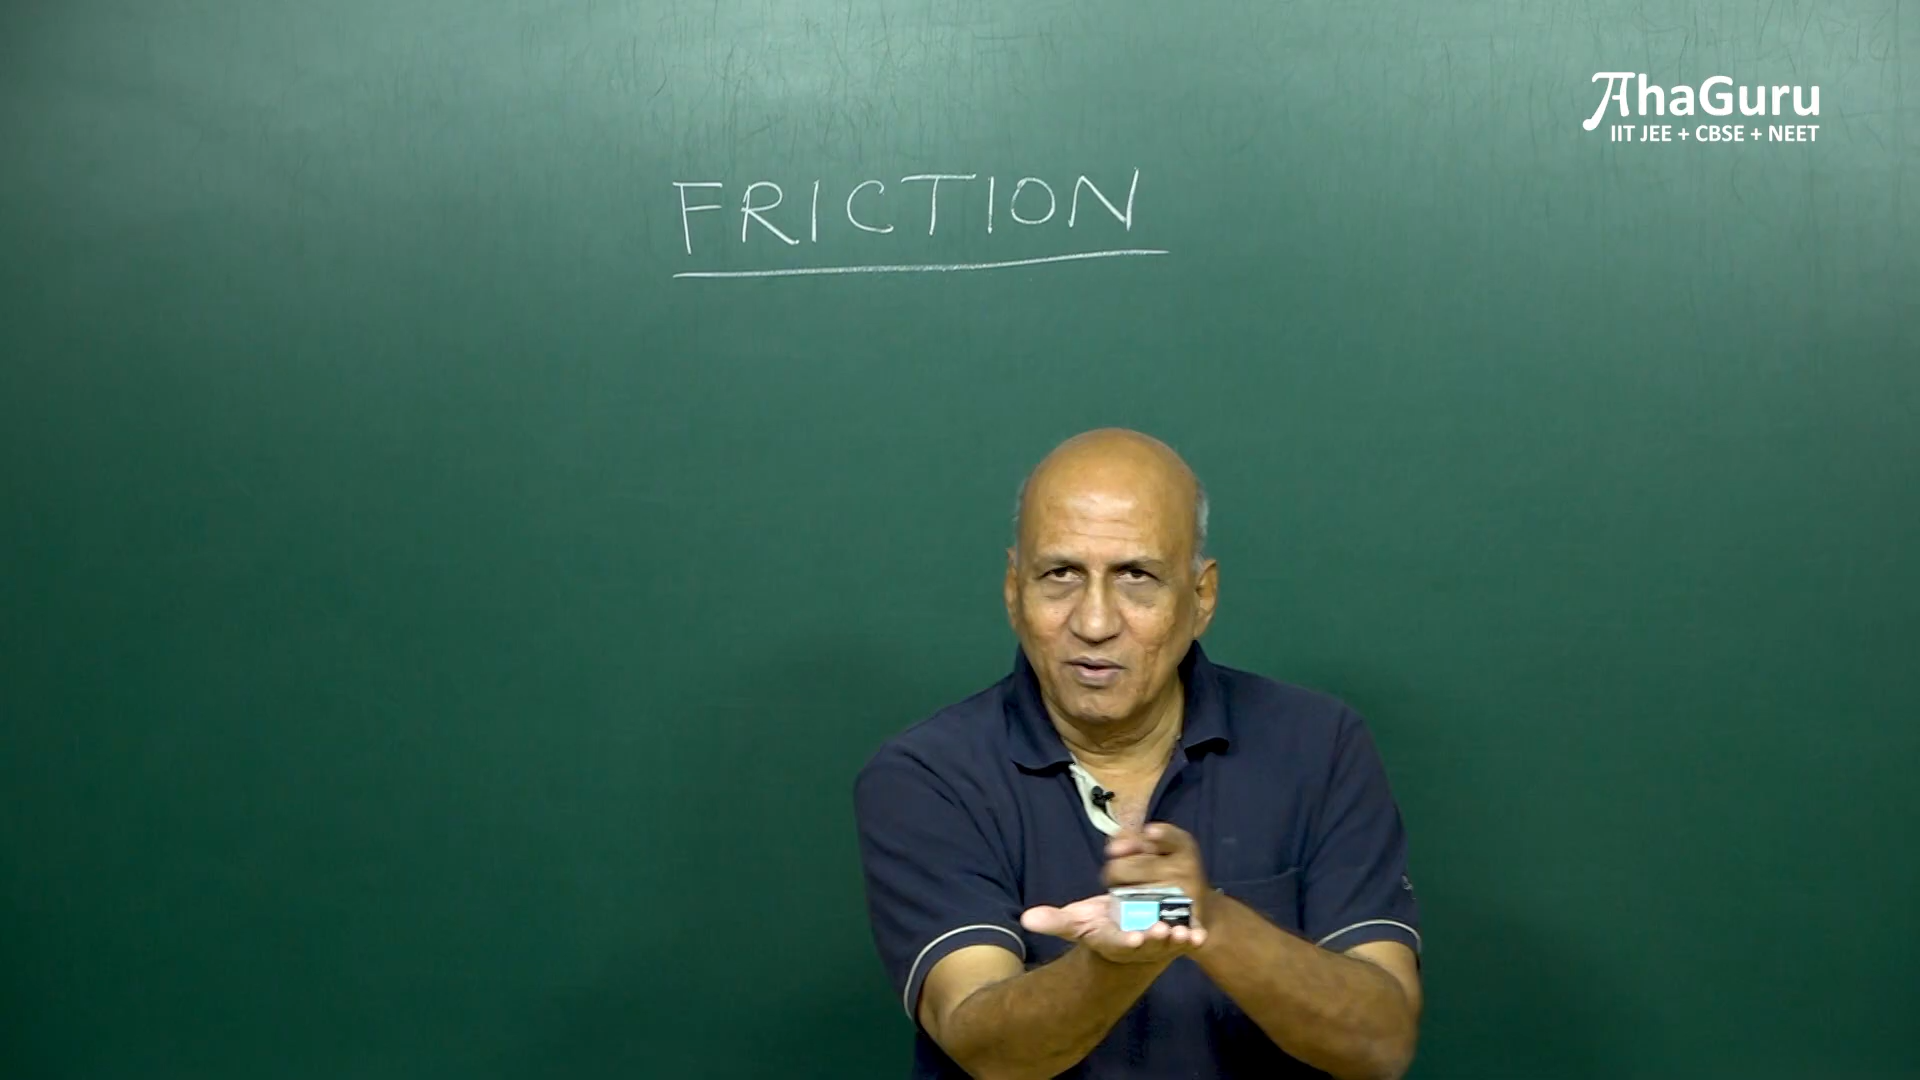 AhaGuru
IIT JEE + CBSE + NEET
FRICTION